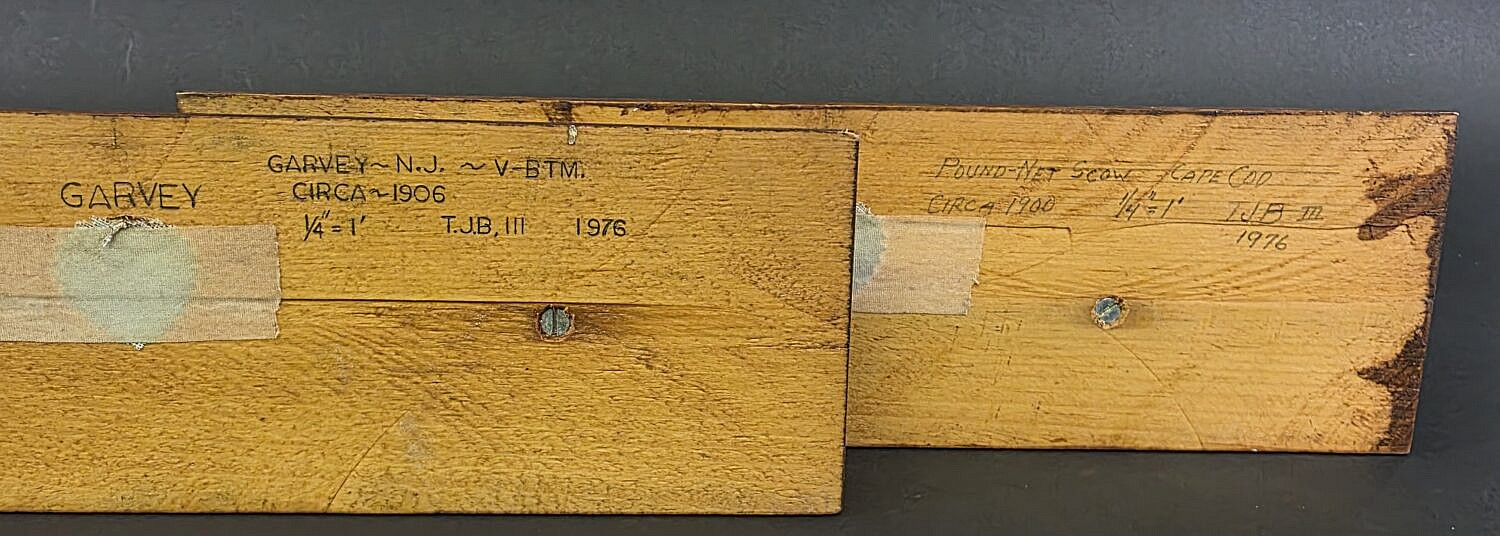 GARVEY
GARVEY~N.J. ~ V-BTM.
CIRCA~1906
1/4" = 1' T.J.B, III 1976
POUND-NET SCOW CAPE COD
CIRCA 1900 1/4" = 1' TJB III
1976